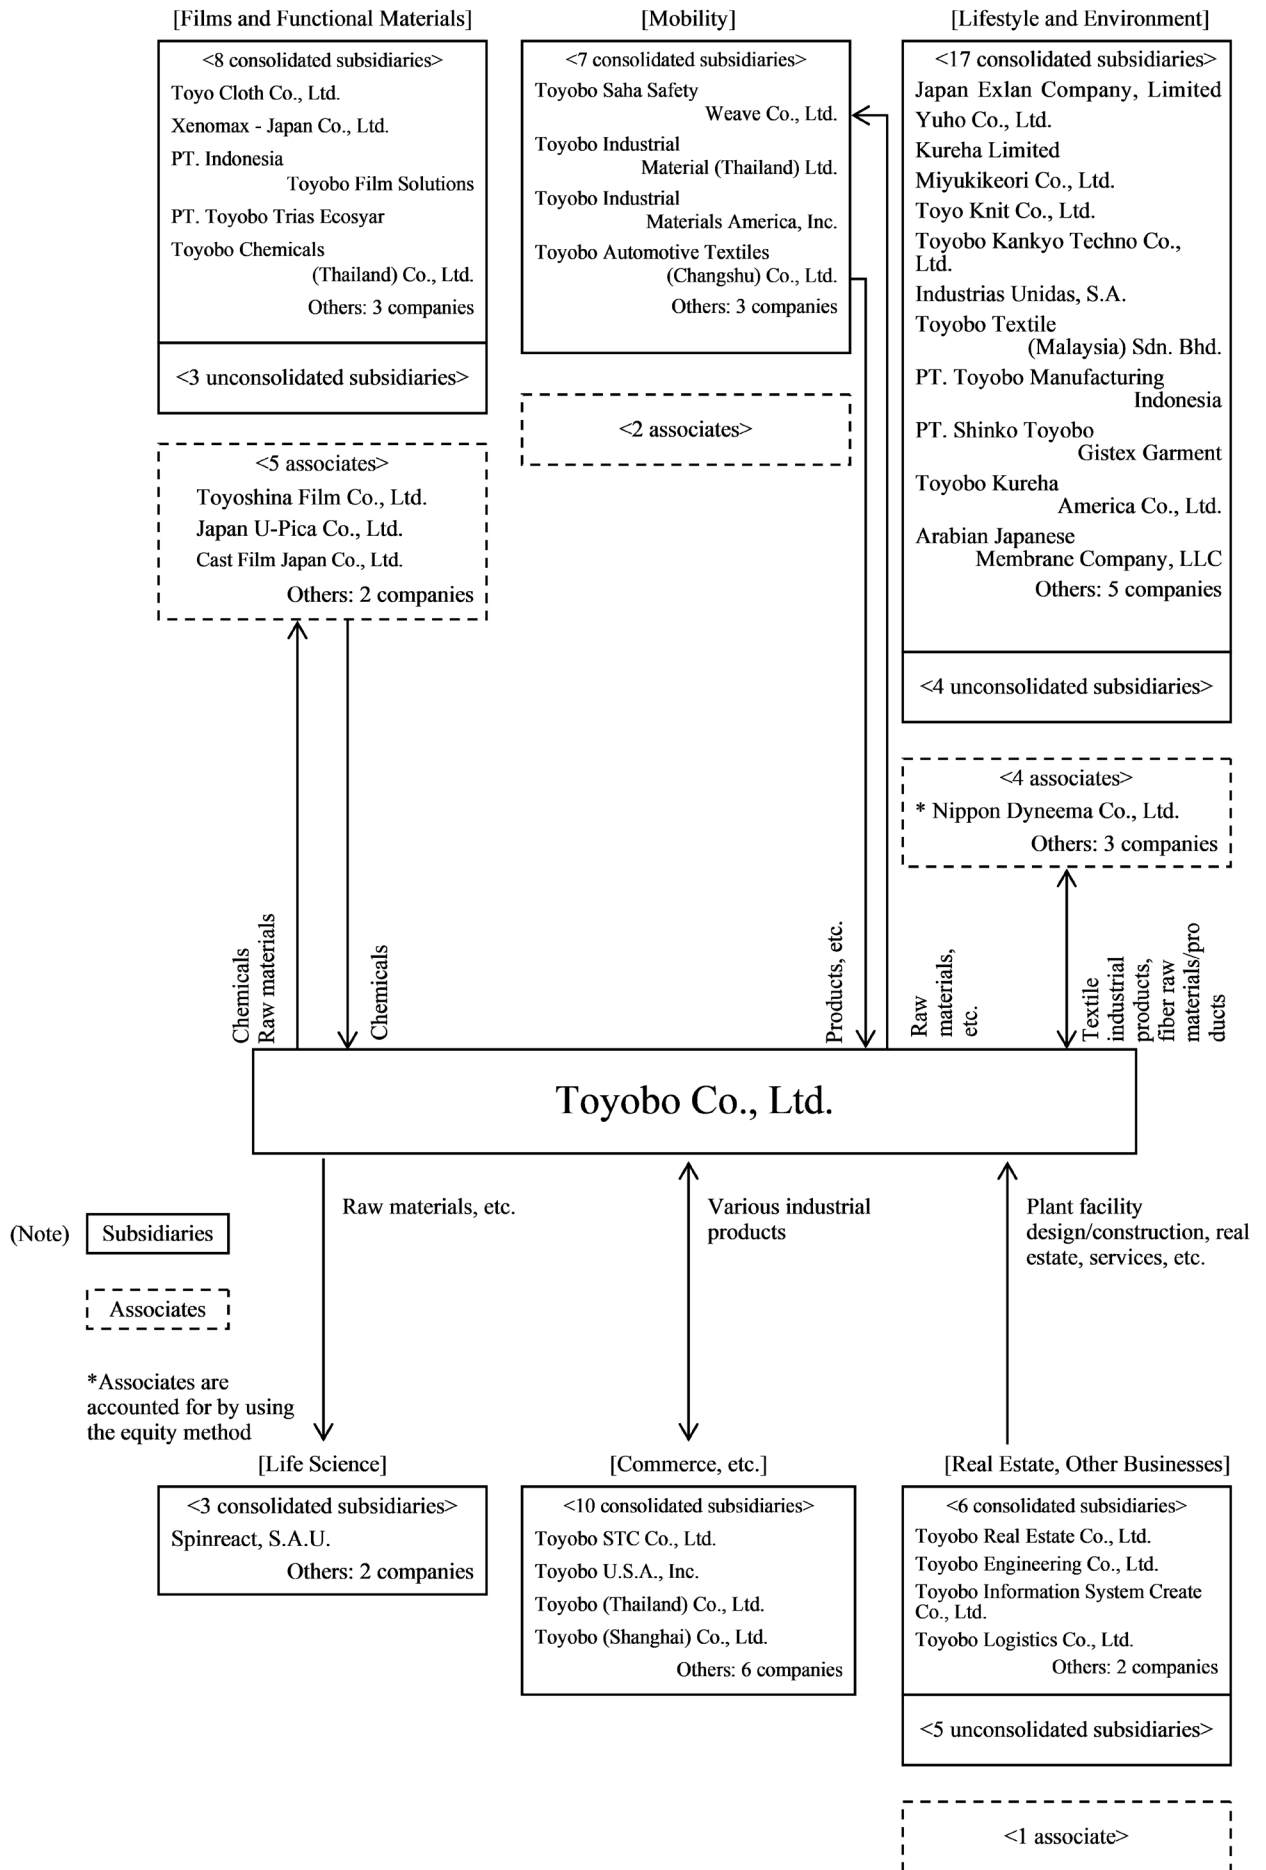 [Films and Functional Materials]
<8 consolidated subsidiaries>
Toyo Cloth Co., Ltd.
Xenomax - Japan Co., Ltd.
PT. Indonesia
Toyobo Film Solutions
PT. Toyobo Trias Ecosyar
Toyobo Chemicals
(Thailand) Co., Ltd.
Others: 3 companies
<3 unconsolidated subsidiaries>
<5 associates>
Toyoshina Film Co., Ltd.
Japan U-Pica Co., Ltd.
Cast Film Japan Co., Ltd.
Others: 2 companies
[Mobility]
<7 consolidated subsidiaries>
Toyobo Saha Safety
Weave Co., Ltd.
Toyobo Industrial
Material (Thailand) Ltd.
Toyobo Industrial
Materials America, Inc.
Toyobo Automotive Textiles
(Changshu) Co., Ltd.
Others: 3 companies
<2 associates>
[Lifestyle and Environment]
<17 consolidated subsidiaries>
Japan Exlan Company, Limited
Yuho Co., Ltd.
Kureha Limited
Miyukikeori Co., Ltd.
Toyo Knit Co., Ltd.
Toyobo Kankyo Techno Co.,
Ltd.
Industrias Unidas, S.A.
Toyobo Textile
(Malaysia) Sdn. Bhd.
PT. Toyobo Manufacturing
Indonesia
PT. Shinko Toyobo
Gistex Garment
Toyobo Kureha
America Co., Ltd.
Arabian Japanese
Membrane Company, LLC
Others: 5 companies
<4 unconsolidated subsidiaries>
<4 associates>
* Nippon Dyneema Co., Ltd.
Others: 3 companies
Chemicals
Raw materials
Chemicals
Products, etc.
Raw
materials,
etc.
Textile
industrial
products,
fiber raw
materials/pro
ducts
Toyobo Co., Ltd.
Raw materials, etc.
Various industrial
products
Plant facility
design/construction, real
estate, services, etc.
(Note)
Subsidiaries
Associates
*Associates are
accounted for by using
the equity method
[Life Science]
<3 consolidated subsidiaries>
Spinreact, S.A.U.
Others: 2 companies
[Commerce, etc.]
<10 consolidated subsidiaries>
Toyobo STC Co., Ltd.
Toyobo U.S.A., Inc.
Toyobo (Thailand) Co., Ltd.
Toyobo (Shanghai) Co., Ltd.
Others: 6 companies
[Real Estate, Other Businesses]
<6 consolidated subsidiaries>
Toyobo Real Estate Co., Ltd.
Toyobo Engineering Co., Ltd.
Toyobo Information System Create
Co., Ltd.
Toyobo Logistics Co., Ltd.
Others: 2 companies
<5 unconsolidated subsidiaries>
<1 associate>